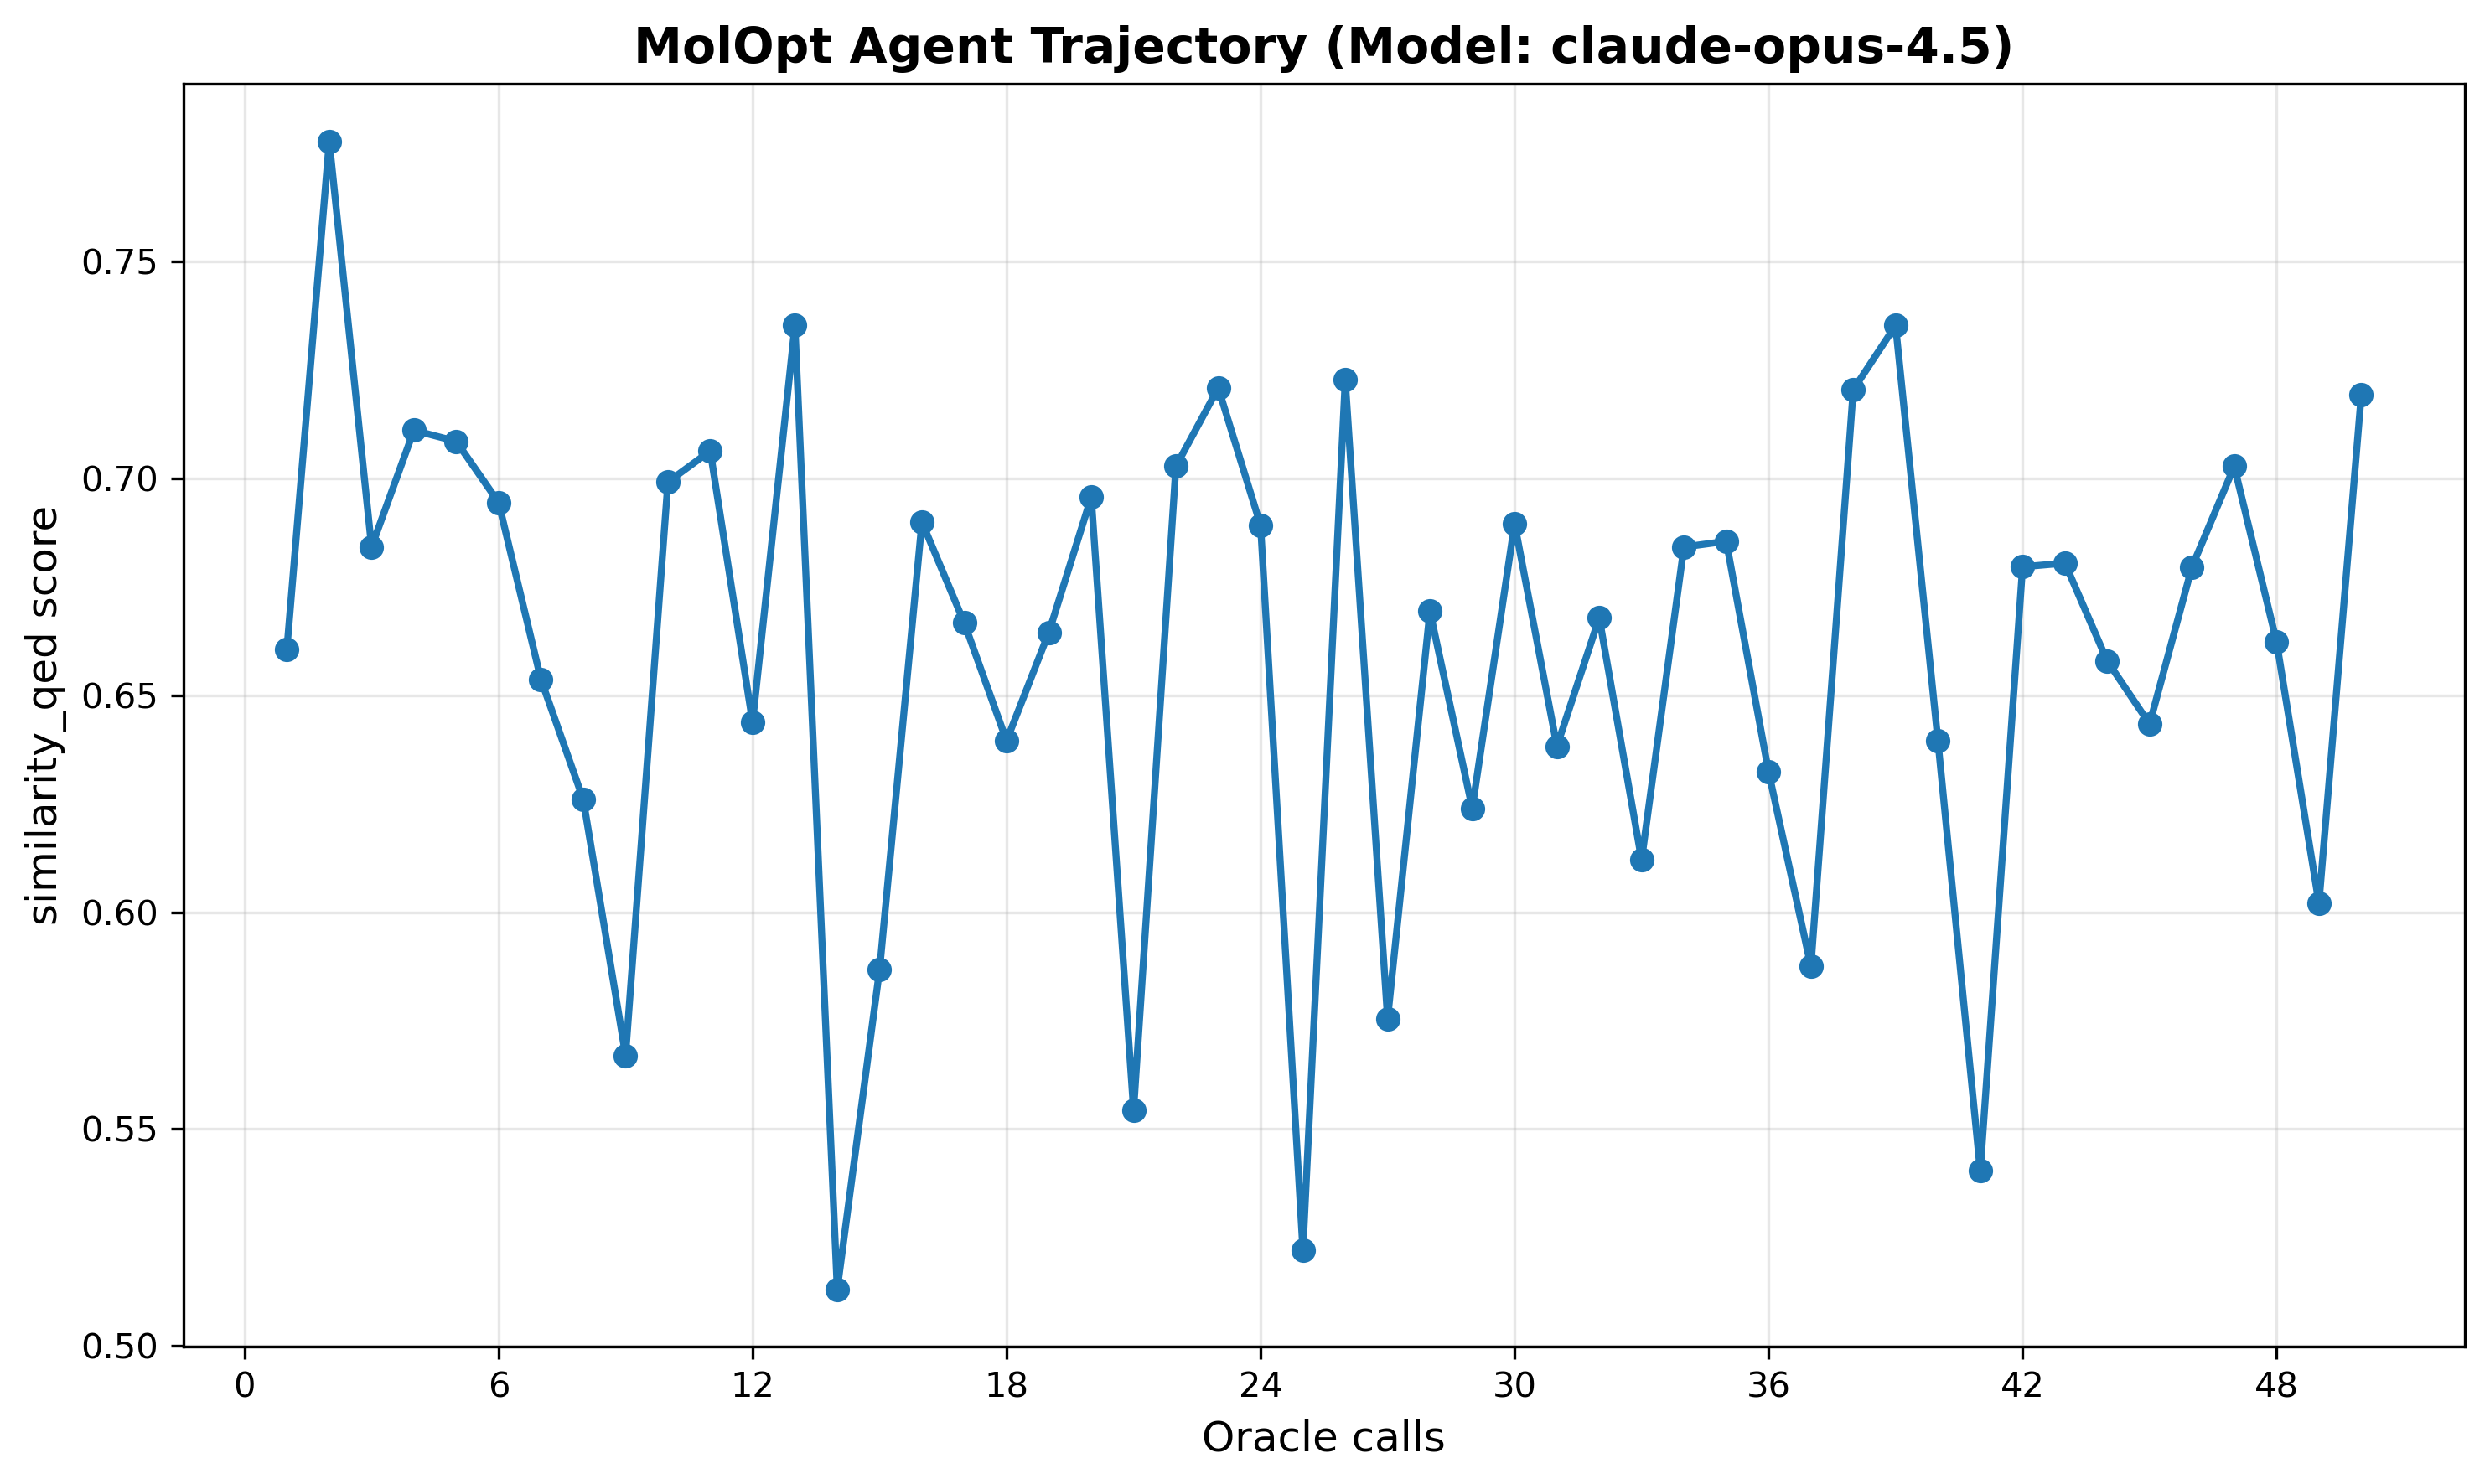 MolOpt Agent Trajectory (Model: claude-opus-4.5)
similarity_qed score
0.75
0.70
0.65
0.60
0.55
0.50
0 6 12 18 24 30 36 42 48
Oracle calls